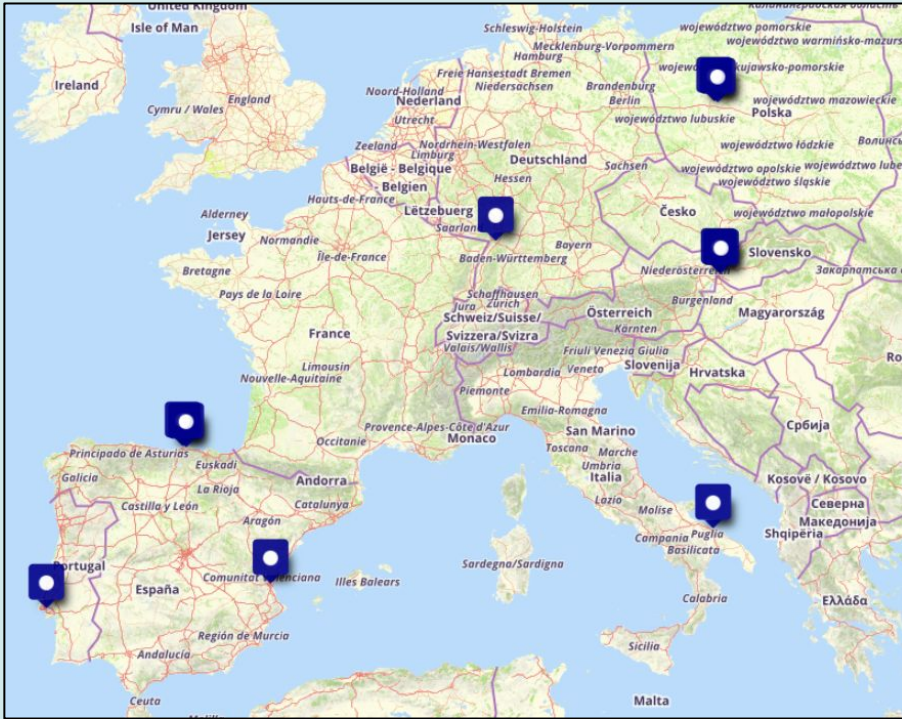 United Kingdom
Isle of Man
Schleswig-Holstein
Mecklenburg-Vorpommern
Hamburg
województwo pomorskie
województwo warmińsko-mazurs
Ireland
Cymru / Wales
England
Noord-Holland
Nederland
Utrecht
Freie Hansestadt Bremen
Niedersachsen
Brandenburg
Berlin
kujawsko-pomorskie
województwo lubuskie
województwo mazowieckie
Polska
Zeeland
Limburg
Nordrhein-Westfalen
Deutschland
Hessen
Sachsen
województwo łódzkie
województwo opolskie
województwo śląskie
województwo lube
Волинсь
België - Belgique
- Belgien
Hauts-de-France
Lëtzebuerg
Saarland
Česko
województwo małopolskie
Alderney
Jersey
Normandie
Île-de-France
Bretagne
Pays de la Loire
Baden-Württemberg
Bayern
Niederösterreich
Slovensko
Закарпатська о
Schaffhausen
Zürich
Jura
Schweiz/Suisse/
Svizzera/Svizra
Valais/Wallis
Österreich
Kärnten
Burgenland
Magyarország
France
Limousin
Nouvelle-Aquitaine
Friuli Venezia Giulia
Lombardia
Veneto
Slovenija
Hrvatska
Ro
Piemonte
Emilia-Romagna
Provence-Alpes-Côte d'Azur
Monaco
Occitanie
San Marino
Toscana
Marche
Umbria
Italia
Lazio
Србија
Kosovë / Kosovo
Северна
Македонија
Principado de Asturias
Euskadi
Galicia
La Rioja
Andorra
Castilla y León
Catalunya
Aragón
Molise
Campania
Puglia
Basilicata
Shqipëria
Portugal
España
Comunitat Valenciana
Illes Balears
Sardegna/Sardigna
Calabria
Ελλάδα
Región de Murcia
Andalucía
Sicilia
Ceuta
Malta